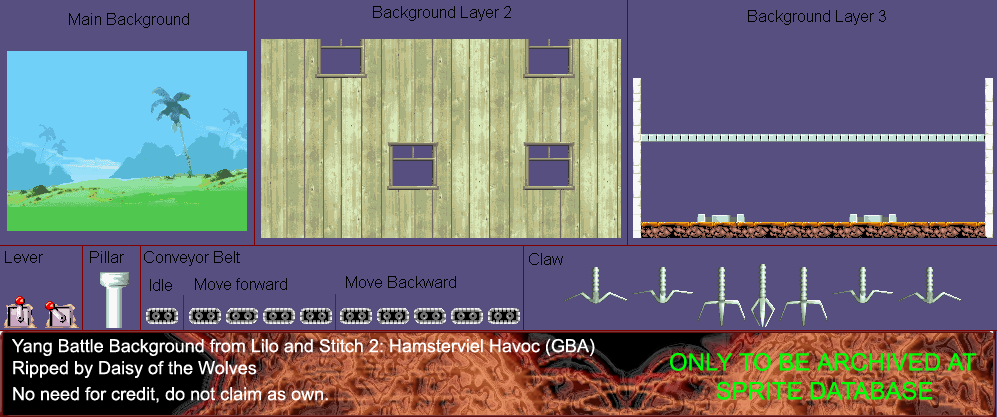 Main Background
Background Layer 2
Background Layer 3
Lever
Pillar
Conveyor Belt
Idle
Move forward
Move Backward
Claw
Yang Battle Background from Lilo and Stitch 2: Hamsterviel Havoc (GBA)
Ripped by Daisy of the Wolves
No need for credit, do not claim as own.
ONLY TO BE ARCHIVED AT
SPRITE DATABASE